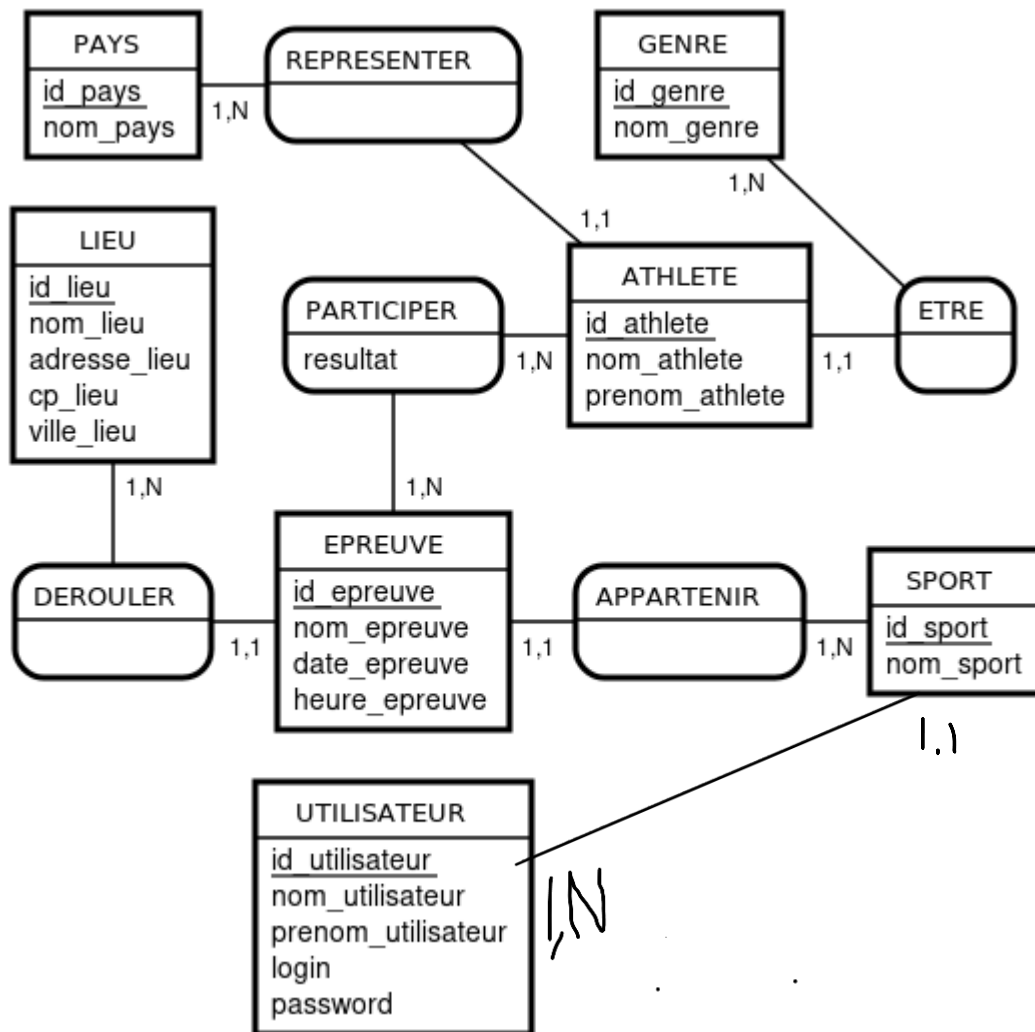 PAYS
id_pays
nom_pays
1,N
REPRESENTER
GENRE
id_genre
nom_genre
1,N
1,1
LIEU
id_lieu
nom_lieu
adresse_lieu
cp_lieu
ville_lieu
1,N
PARTICIPER
resultat
1,N
1,N
ATHLETE
id_athlete
nom_athlete
prenom_athlete
1,1
ETRE
DEROULER
1,1
EPREUVE
id_epreuve
nom_epreuve
date_epreuve
heure_epreuve
1,1
APPARTENIR
1,N
SPORT
id_sport
nom_sport
1.1
UTILISATEUR
id_utilisateur
nom_utilisateur
prenom_utilisateur
login
password
1,N